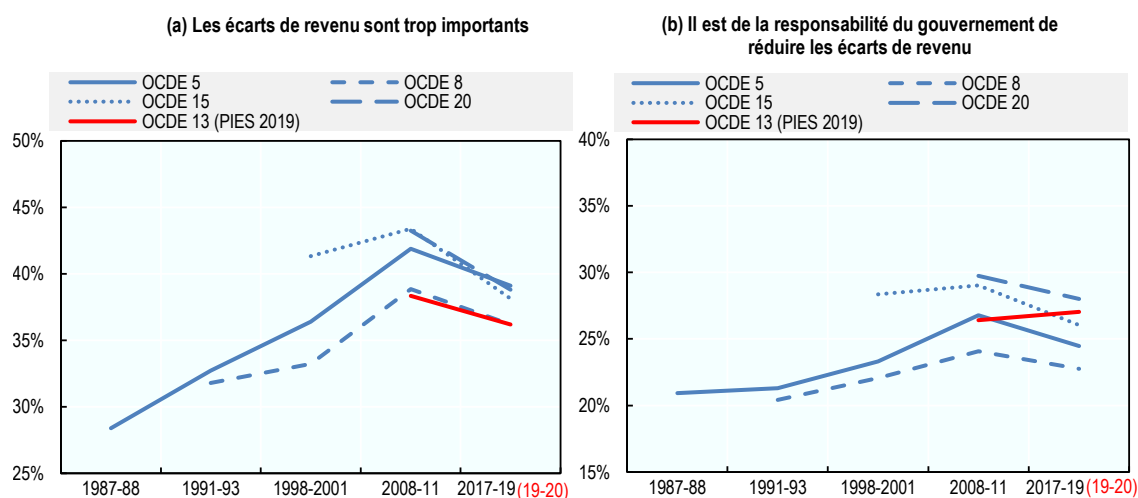 (a) Les écarts de revenu sont trop importants
OCDE 5
OCDE 8
OCDE 15
OCDE 20
OCDE 13 (PIES 2019)
50%
45%
40%
35%
30%
25%
1987-88
1991-93
1998-2001
2008-11
2017-19 (19-20)
(b) Il est de la responsabilité du gouvernement de
réduire les écarts de revenu
OCDE 5
OCDE 8
OCDE 15
OCDE 20
OCDE 13 (PIES 2019)
40%
35%
30%
25%
20%
15%
1987-88
1991-93
1998-2001
2008-11
2017-19 (19-20)